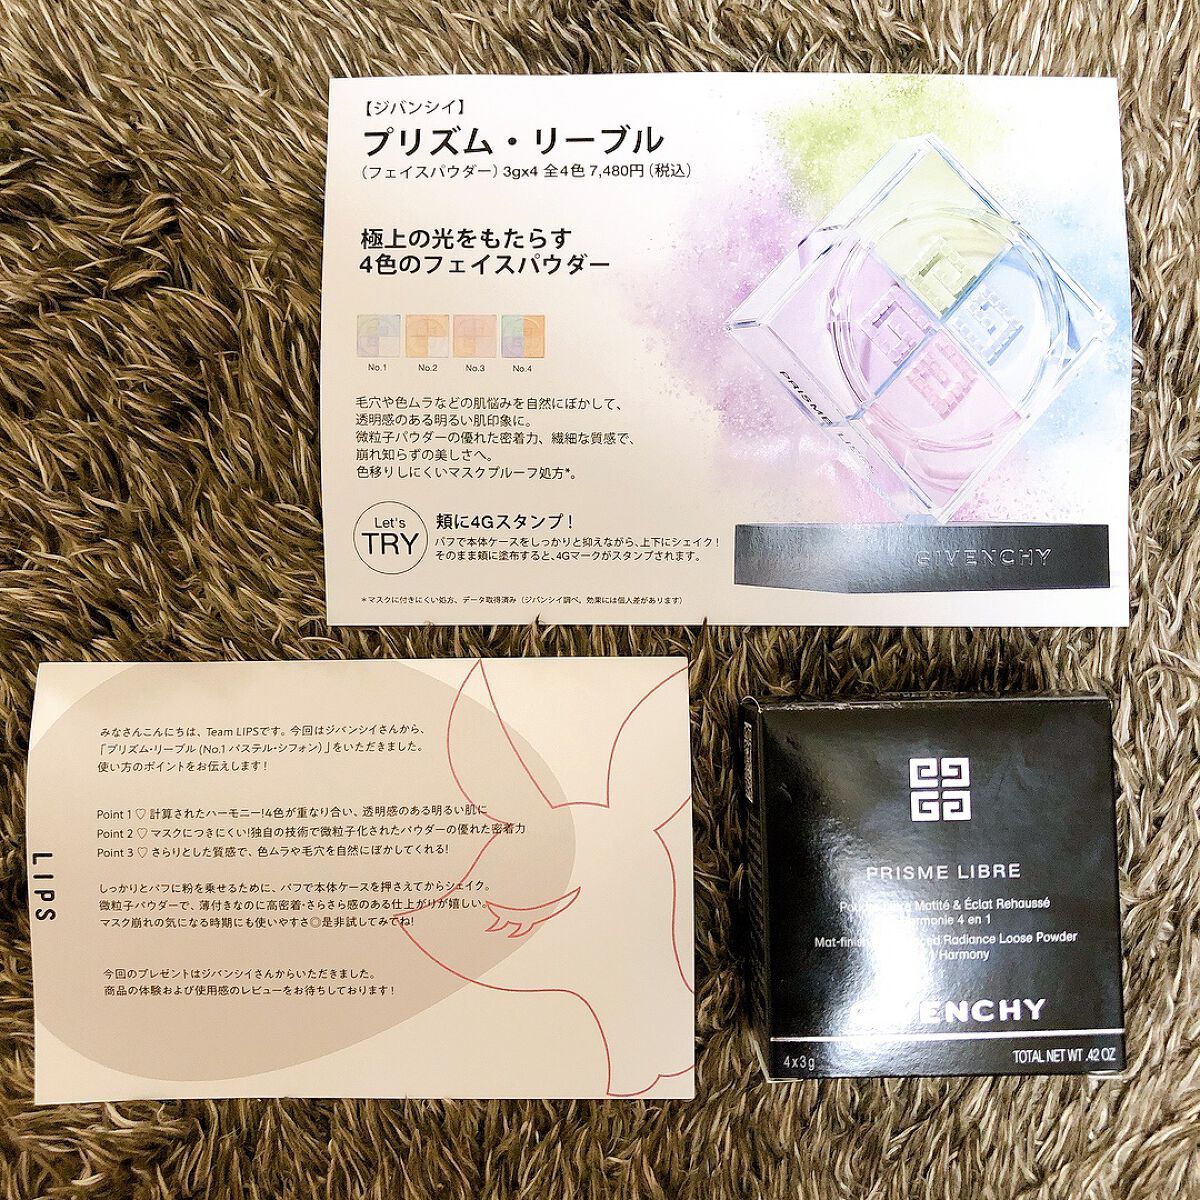 【ジバンシイ】
プリズム・リーブル
(フェイスパウダー) 3gx4 全4色 7,480円(税込)
極上の光をもたらす
4色のフェイスパウダー
No.1 No.2 No.3 No.4
毛穴や色ムラなどの肌悩みを自然にぼかして、
透明感のある明るい肌印象に。
微粒子パウダーの優れた密着力、繊細な質感で、
崩れ知らずの美しさへ。
色移りしにくいマスクプルーフ処方*。
Let's
TRY
頬に4Gスタンプ!
パフで本体ケースをしっかりと抑えながら、上下にシェイク!
そのまま頬に塗布すると、4Gマークがスタンプされます。
*マスクに付きにくい処方、データ取得済み(ジバンシイ調べ、効果には個人差があります)
PRISME LIBRE
GIVENCHY
みなさんこんにちは、Team LIPSです。今回はジバンシイさんから、
「プリズム・リーブル (No.1 パステル・シフォン)」をいただきました。
使い方のポイントをお伝えします!
Point 1 ♡ 計算されたハーモニー!4色が重なり合い、透明感のある明るい肌に
Point 2 ♡ マスクにつきにくい!独自の技術で微粒子化されたパウダーの優れた密着力
Point 3 ♡ さらりとした質感で、色ムラや毛穴を自然にぼかしてくれる!
しっかりとパフに粉を乗せるために、パフで本体ケースを押さえてからシェイク。
微粒子パウダーで、薄付きなのに高密着・さらさら感のある仕上がりが嬉しい。
マスク崩れの気になる時期にも使いやすさ◎是非試してみてね!
今回のプレゼントはジバンシイさんからいただきました。
商品の体験および使用感のレビューをお待ちしております!
LIPS
PRISME LIBRE
Matité & Éclat Rehaussé
4 en 1
Radiance Loose Powder
Harmony
GIVENCHY
4x3g TOTAL NET WT .42 OZ